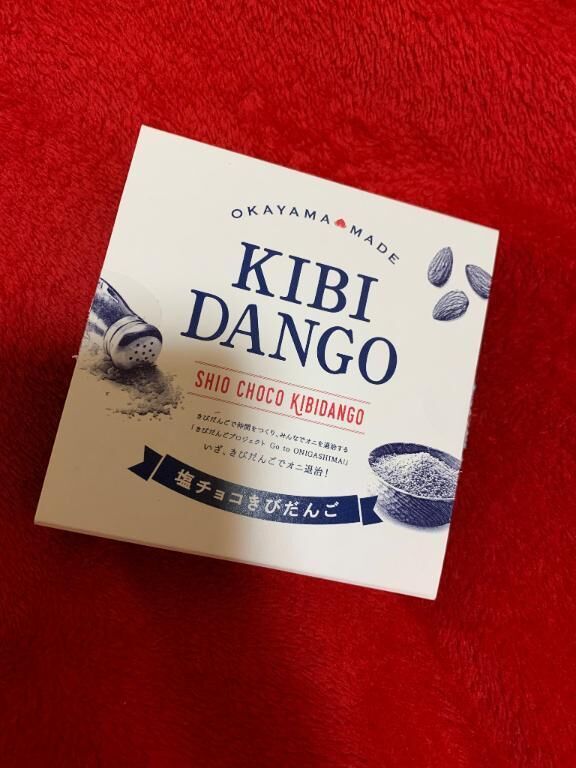 OKAYAMA MADE
KIBI
DANGO
SHIO CHOCO KIBIDANGO
きびだんごで仲間をつくり、みんなでオニを退治する
「きびだんごプロジェクト Go to ONIGASHIMA!」
いざ、きびだんごでオニ退治!
塩チョコきびだんご